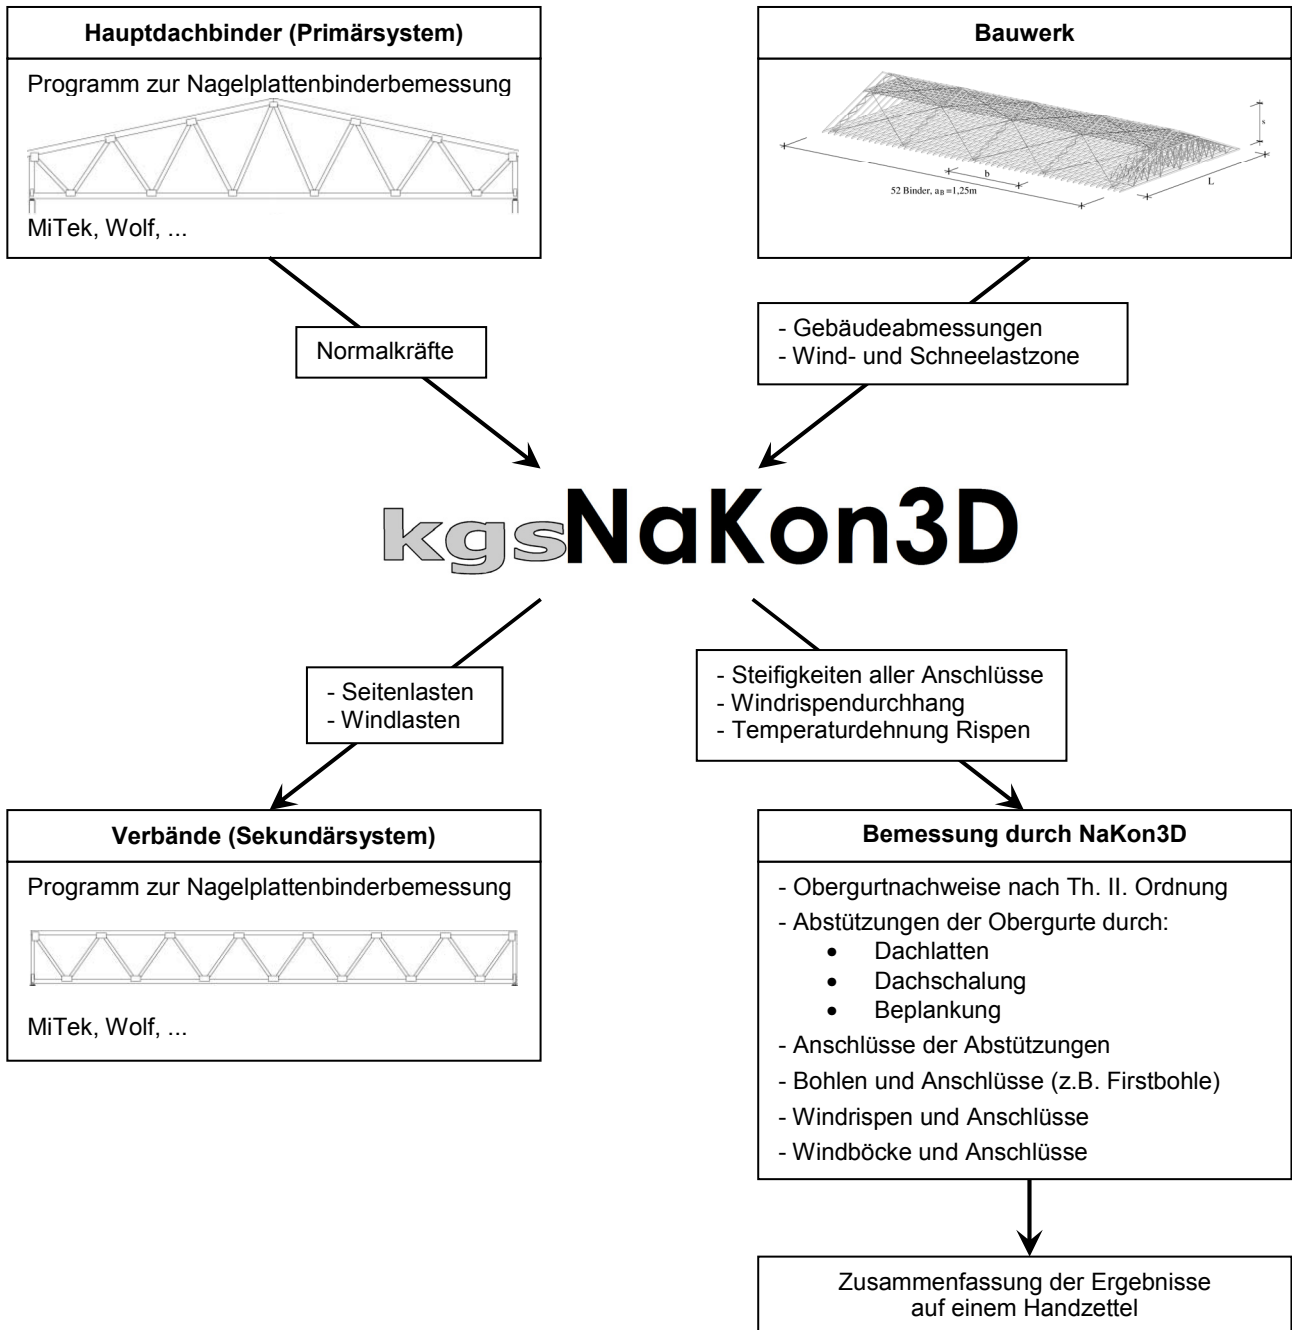 Hauptdachbinder (Primärsystem)
Programm zur Nagelplattenbinderbemessung
MiTek, Wolf, ...
Bauwerk
s
b
L
52 Binder, aB =1,25m
Normalkräfte
- Gebäudeabmessungen
- Wind- und Schneelastzone
kgsNaKon3D
- Seitenlasten
- Windlasten
- Steifigkeiten aller Anschlüsse
- Windrispendurchhang
- Temperaturdehnung Rispen
Verbände (Sekundärsystem)
Programm zur Nagelplattenbinderbemessung
MiTek, Wolf, ...
Bemessung durch NaKon3D
- Obergurtnachweise nach Th. II. Ordnung
- Abstützungen der Obergurte durch:
• Dachlatten
• Dachschalung
• Beplankung
- Anschlüsse der Abstützungen
- Bohlen und Anschlüsse (z.B. Firstbohle)
- Windrispen und Anschlüsse
- Windböcke und Anschlüsse
Zusammenfassung der Ergebnisse
auf einem Handzettel